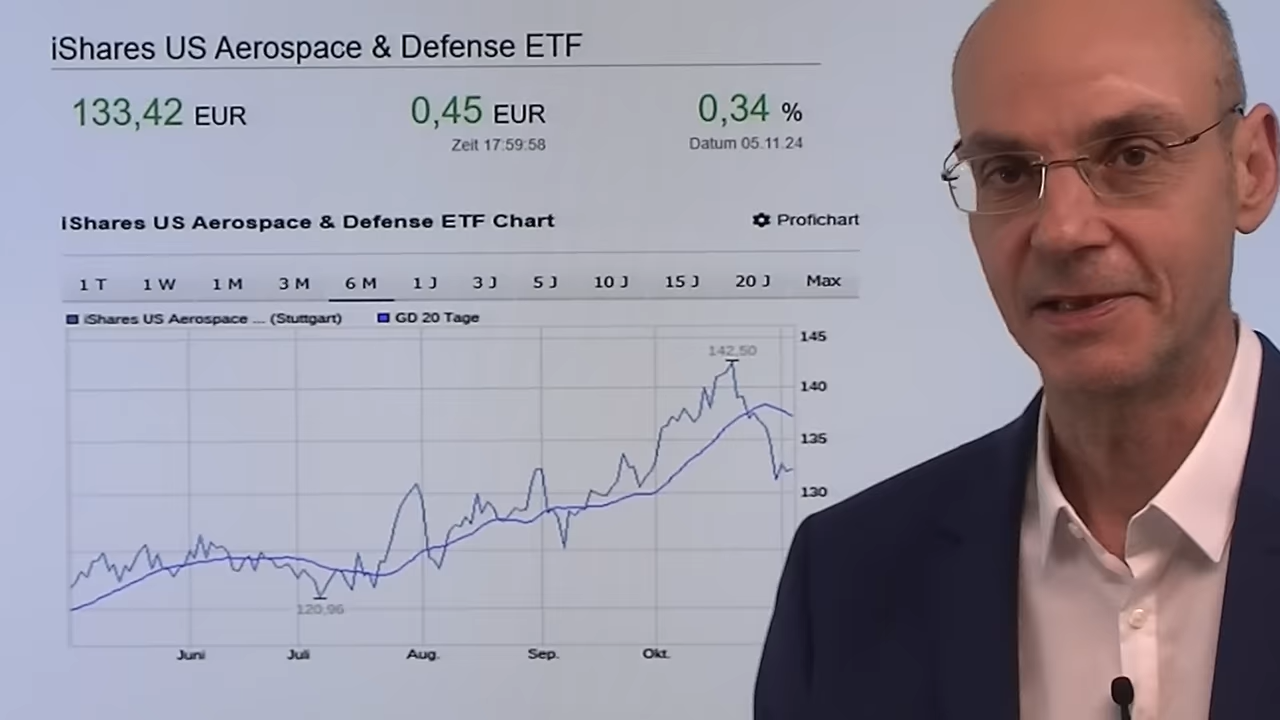 iShares US Aerospace & Defense ETF
133,42 EUR 0,45 EUR 0,34 %
Zeit 17:59:58 Datum 05.11.24
iShares US Aerospace & Defense ETF Chart Profichart
1 T 1 W 1 M 3 M 6 M 1 J 3 J 5 J 10 J 15 J 20 J Max
iShares US Aerospace ... (Stuttgart) GD 20 Tage
145
142,50
140
135
130
120,96
Juni Juli Aug. Sep. Okt.